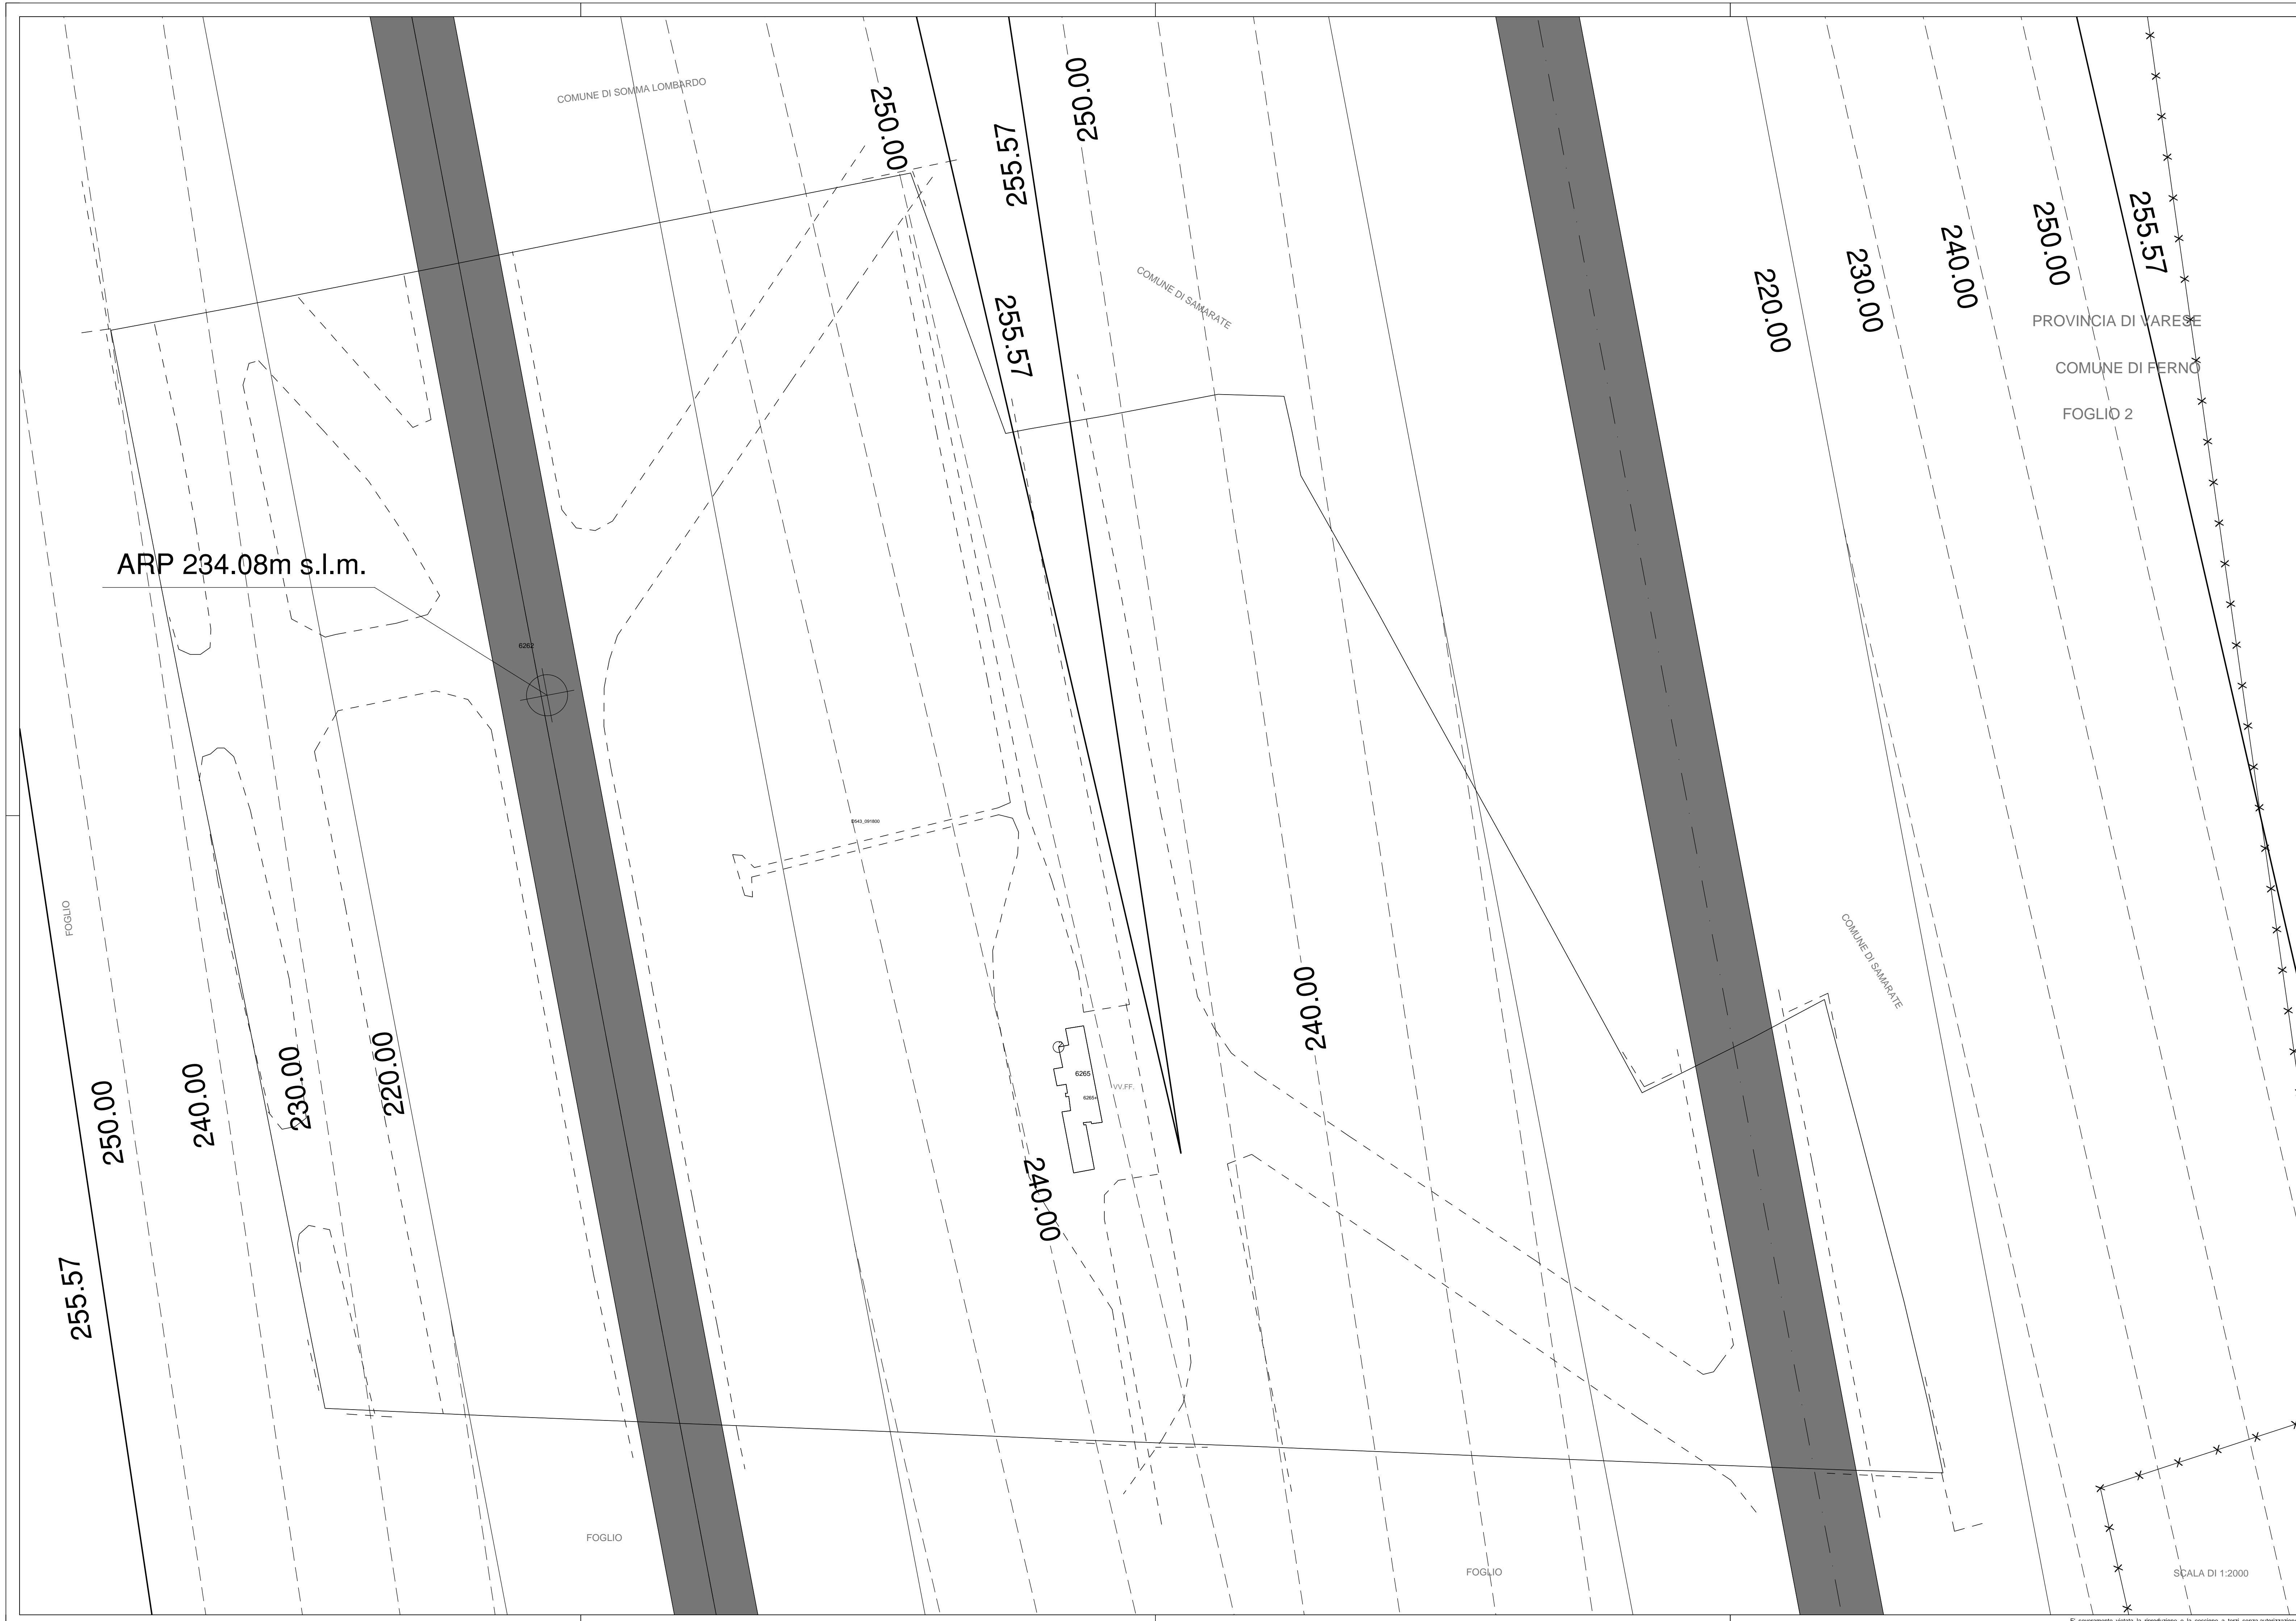 COMUNE DI SOMMA LOMBARDO
250.00
255.57
250.00
255.57
COMUNE DI SAMARATE
220.00
230.00
240.00
250.00
255.57
PROVINCIA DI VARESE
COMUNE DI FERNO
FOGLIO 2
ARP 234.08m s.l.m.
6262
D543_091800
FOGLIO
COMUNE DI SAMARATE
240.00
255.57
250.00
240.00
230.00
220.00
6265
VV.FF.
6265
240.00
FOGLIO
FOGLIO
SCALA DI 1:2000